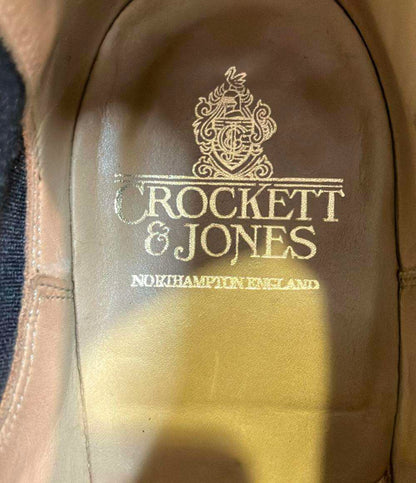 CROCKETT
& JONES
NORTHAMPTON ENGLAND